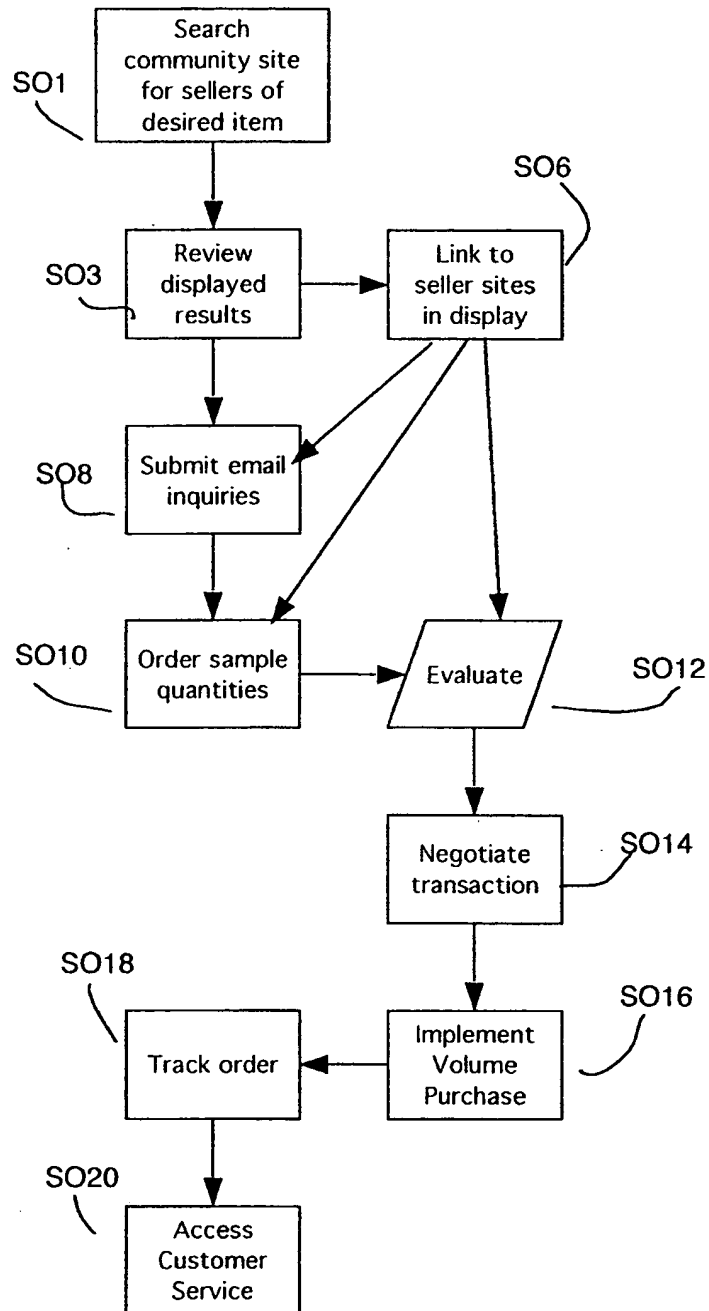 Search
community site
for sellers of
desired item
SO1
SO6
Review
displayed
results
SO3
Link to
seller sites
in display
Submit email
inquiries
SO8
Order sample
quantities
SO10
Evaluate
SO12
Negotiate
transaction
SO14
SO18
SO16
Track order
Implement
Volume
Purchase
SO20
Access
Customer
Service